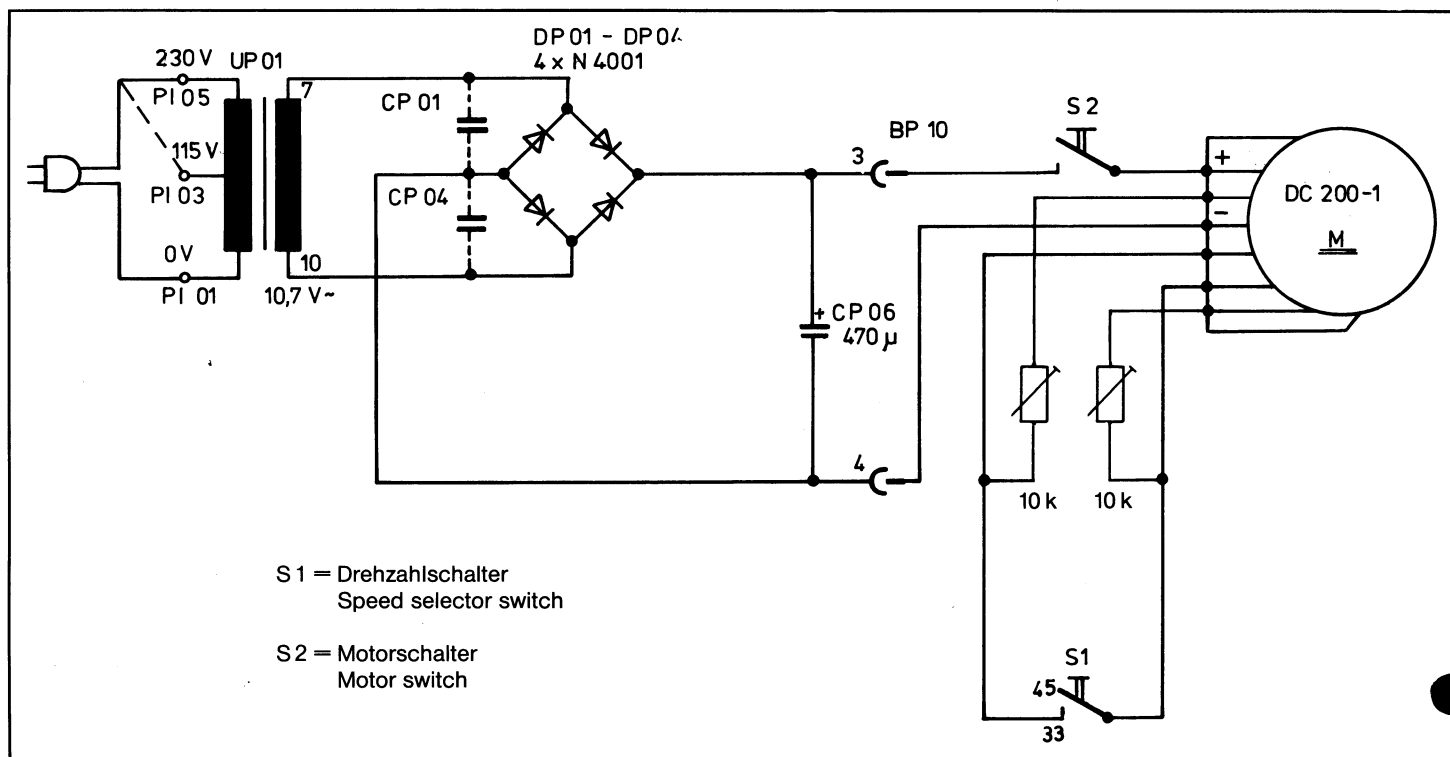 DP 01 - DP 04
4 x N 4001
230 V
UP 01
7
PI 05
CP 01
115 V
PI 03
CP 04
0 V
PI 01
10
10,7 V~
BP 10
3
S 2
+
-
DC 200-1
M
+ CP 06
470 µ
4
10 k
10 k
S 1 = Drehzahlschalter
Speed selector switch
S 2 = Motorschalter
Motor switch
S1
45
33